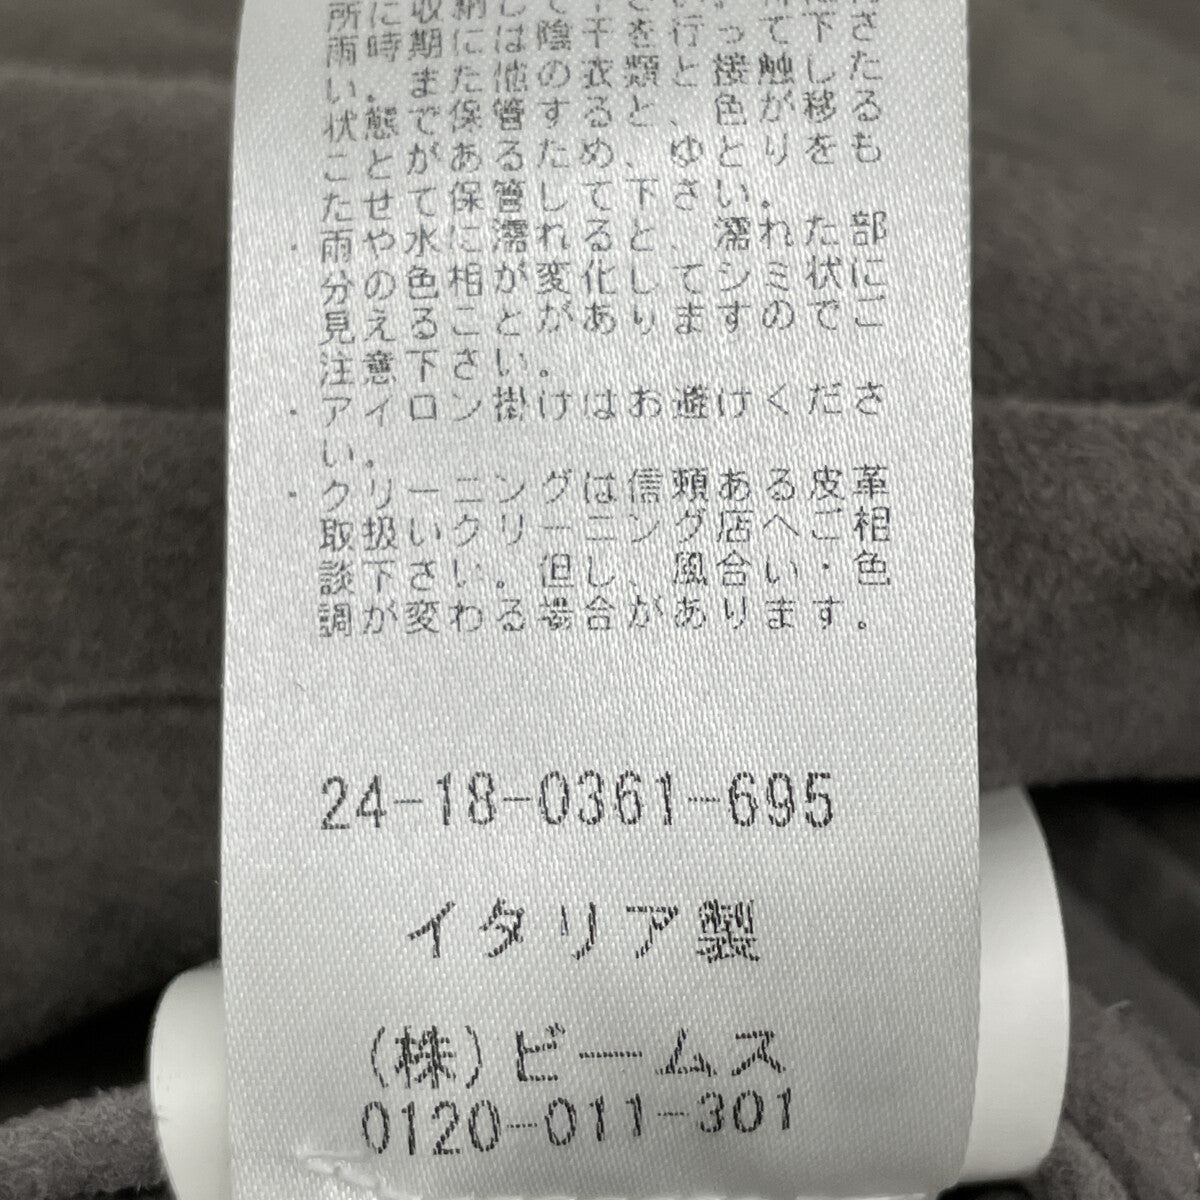 所に収納して
雨時期には陰干しを行って下さ
い。また他の衣類と接触した
状態で保管すると、色が移る
ことがあるため、ゆとりをも
たせて保管して下さい。
・雨や水に濡れると、濡れた部
分の色相が変化してシミ状に
見えることがありますのでご
注意下さい。
・アイロン掛けはお避けくださ
い。
・クリーニングは信頼ある皮革
取扱いクリーニング店へご相
談下さい。但し、風合い・色
調が変わる場合があります。
24-18-0361-695
イタリア製
(株)ビームス
0120-011-301